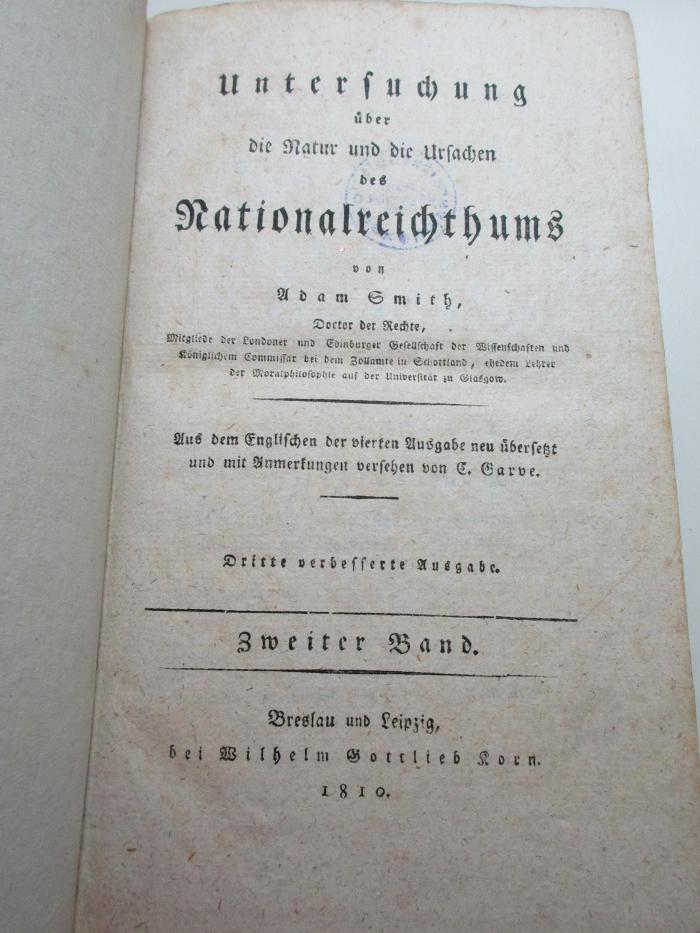 Untersuchung
über
die Natur und die Ursachen
des
Nationalreichthums
von
Adam Smith,
Doctor der Rechte,
Mitgliede der Londoner und Edinburger Gesellschaft der Wissenschaften und
Königlichem Commissar bei dem Zollamte in Schottland, ehedem Lehrer
der Moralphilosophie auf der Universität zu Glasgow.
Aus dem Englischen der vierten Ausgabe neu übersetzt
und mit Anmerkungen versehen von C. Garve.
Dritte verbesserte Ausgabe.
Zweiter Band.
Breslau und Leipzig,
bei Wilhelm Gottlieb Korn.
1810.